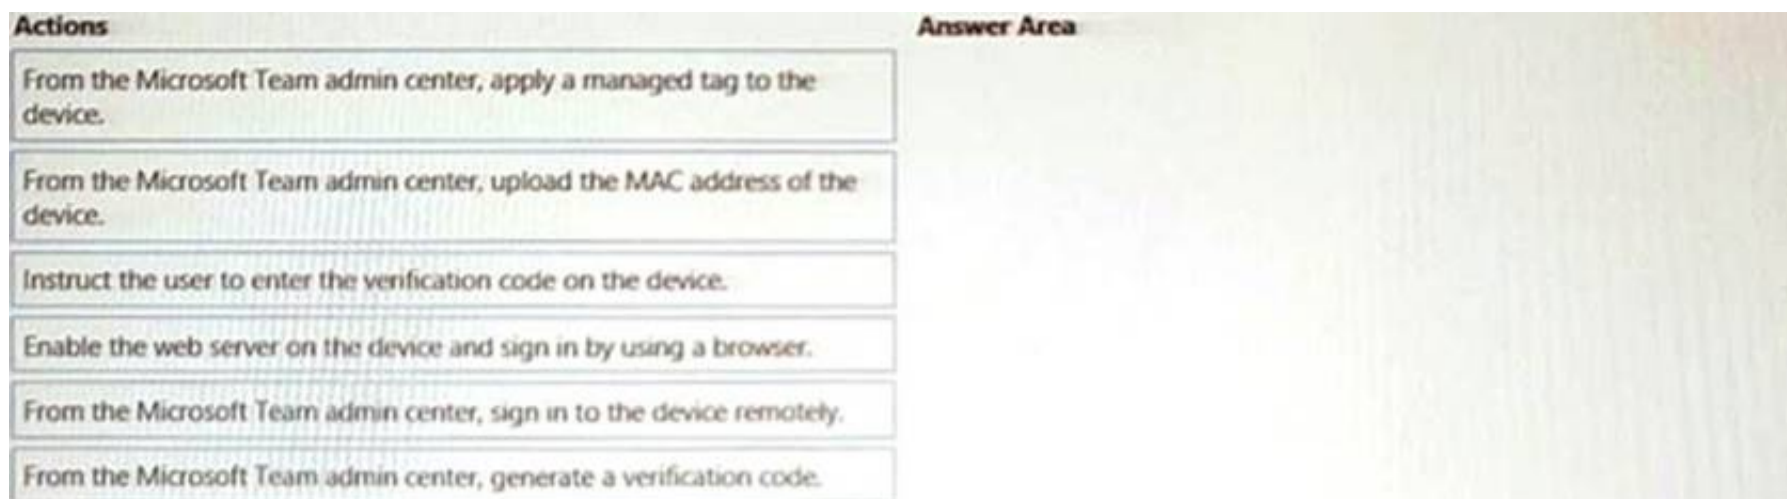 Actions
Answer Area
From the Microsoft Team admin center, apply a managed tag to the
device.
From the Microsoft Team admin center, upload the MAC address of the
device.
Instruct the user to enter the verification code on the device.
Enable the web server on the device and sign in by using a browser.
From the Microsoft Team admin center, sign in to the device remotely.
From the Microsoft Team admin center, generate a verification code.